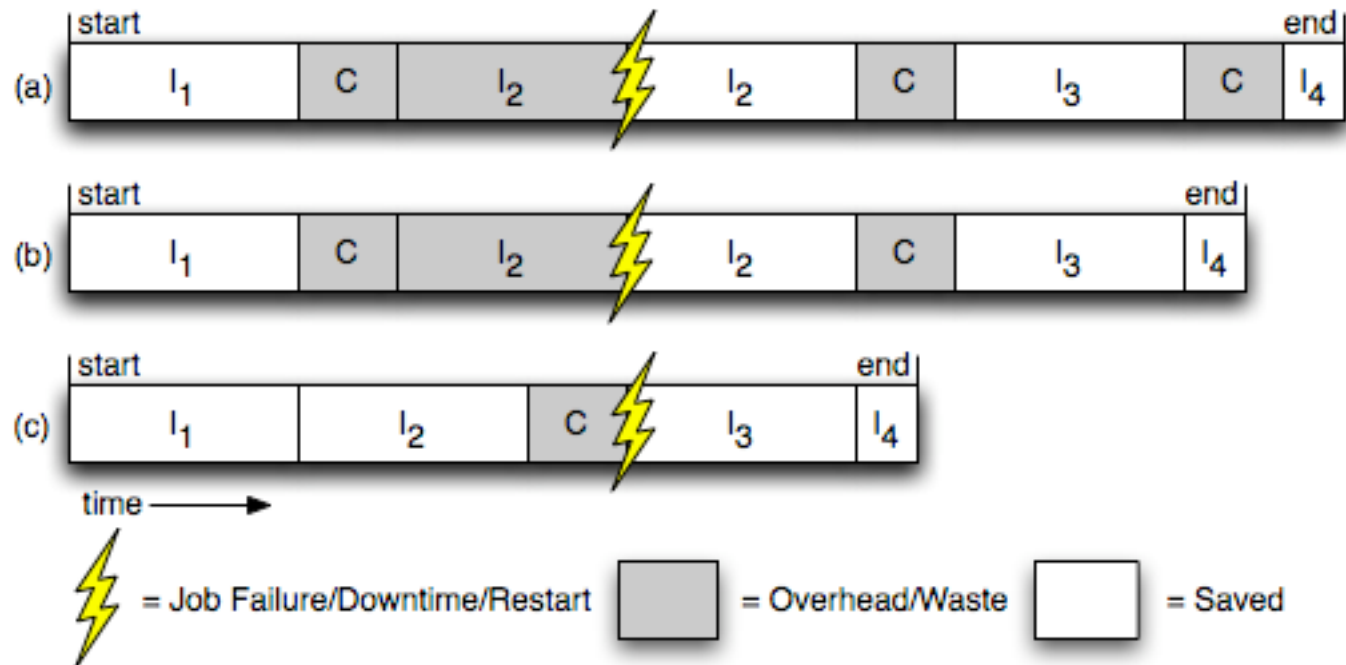 start end
(a) I₁ C I₂ I₂ C I₃ C I₄
start end
(b) I₁ C I₂ I₂ C I₃ I₄
start end
(c) I₁ I₂ C I₃ I₄
time
= Job Failure/Downtime/Restart = Overhead/Waste = Saved